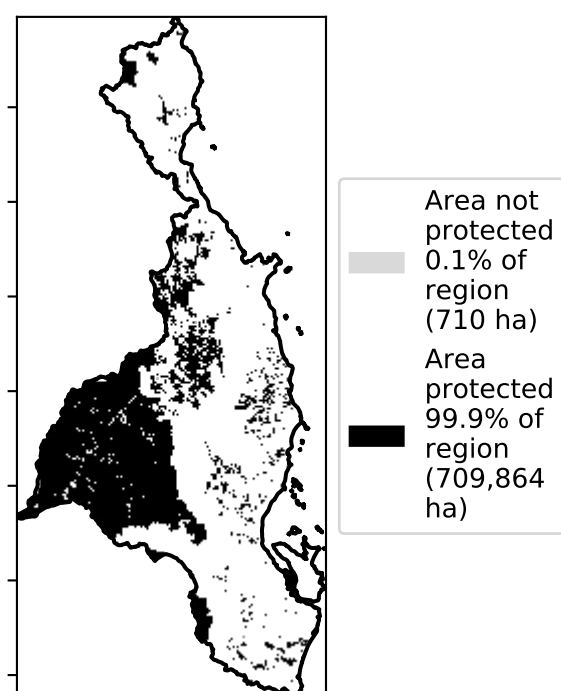 Area not
protected
0.1% of
region
(710 ha)
Area
protected
99.9% of
region
(709,864
ha)